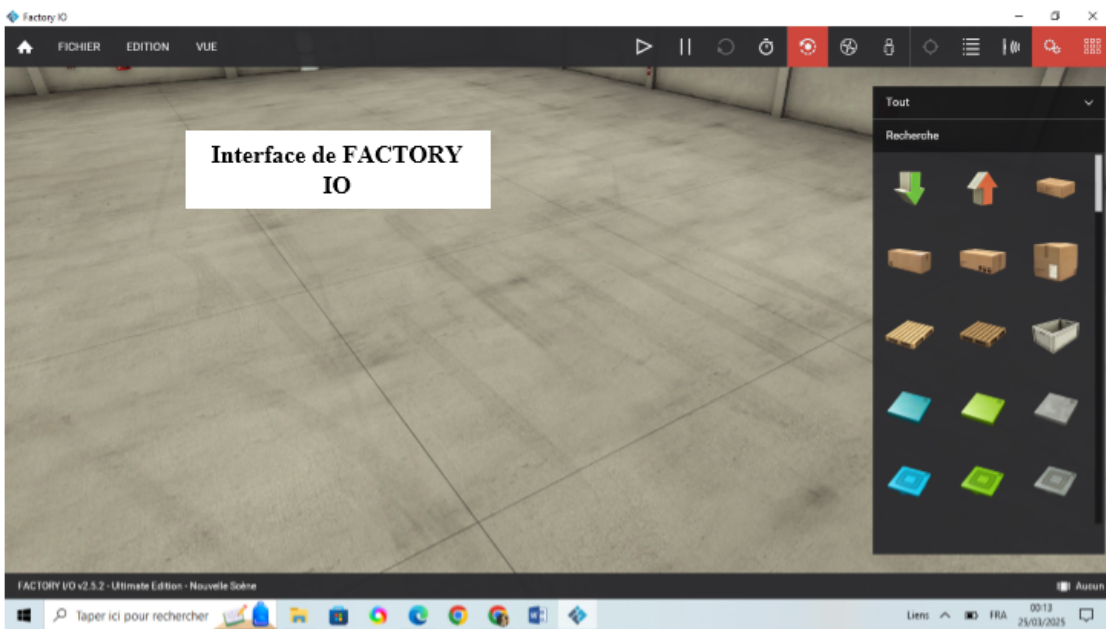 Factory IO
FICHIER EDITION VUE
Tout
Recherche
Interface de FACTORY
IO
FACTORY I/O v2.5.2 - Ultimate Edition - Nouvelle Scène
Aucun
Taper ici pour rechercher
Liens
FRA
00:13
25/03/2025